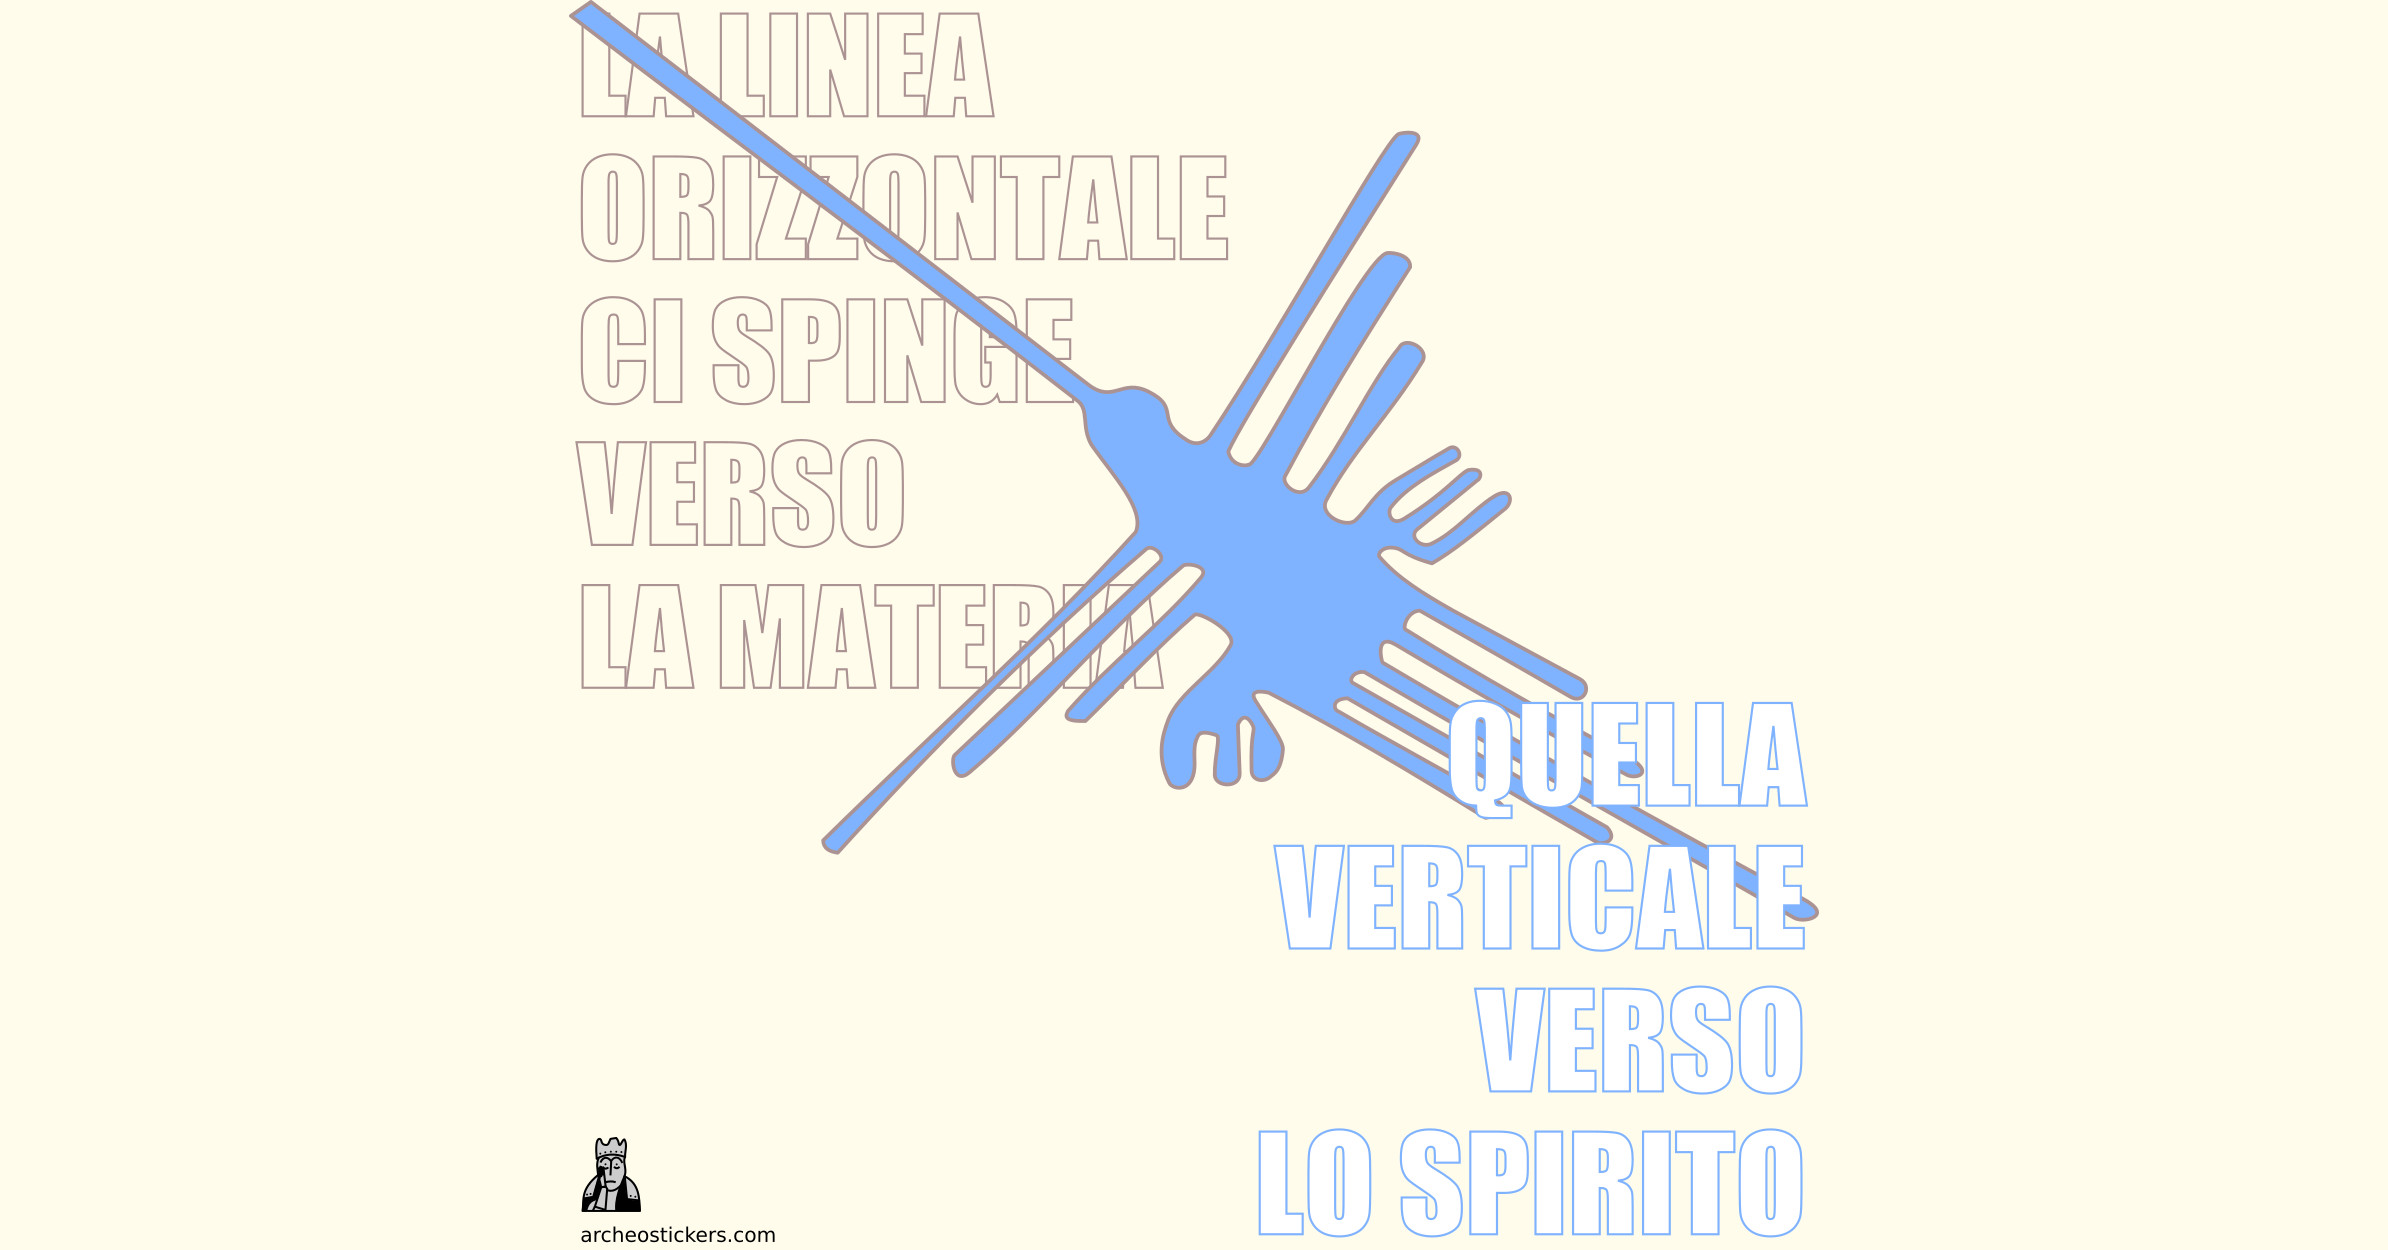 LA LINEA
ORIZZONTALE
CI SPINGE
VERSO
LA MATERIA
QUELLA
VERTICALE
VERSO
LO SPIRITO
archeostickers.com